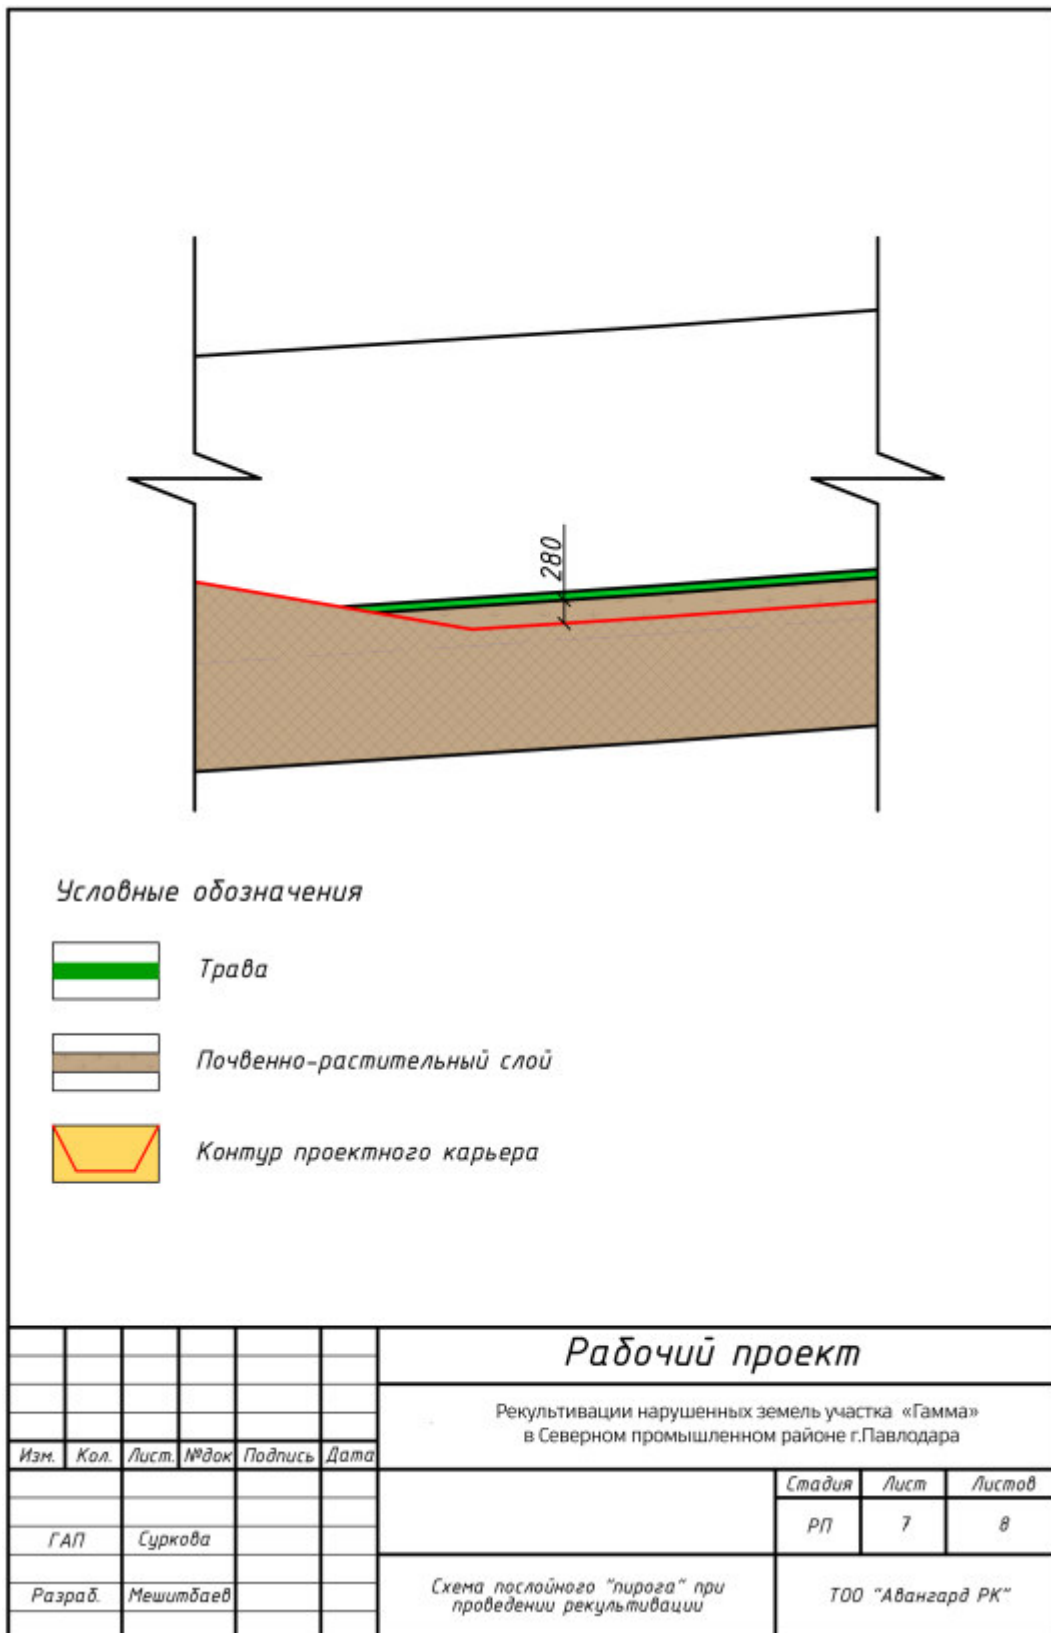 280
Условные обозначения
Трава
Почвенно-растительный слой
Контур проектного карьера
Рабочий проект
Рекультивации нарушенных земель участка «Гамма»
в Северном промышленном районе г.Павлодара
Изм. Кол. Лист. №док Подпись Дата
Стадия Лист Листов
РП 7 8
ГАП Суркова
Разраб. Мешитбаев
Схема послойного "пирога" при
проведении рекультивации
ТОО "Авангард РК"